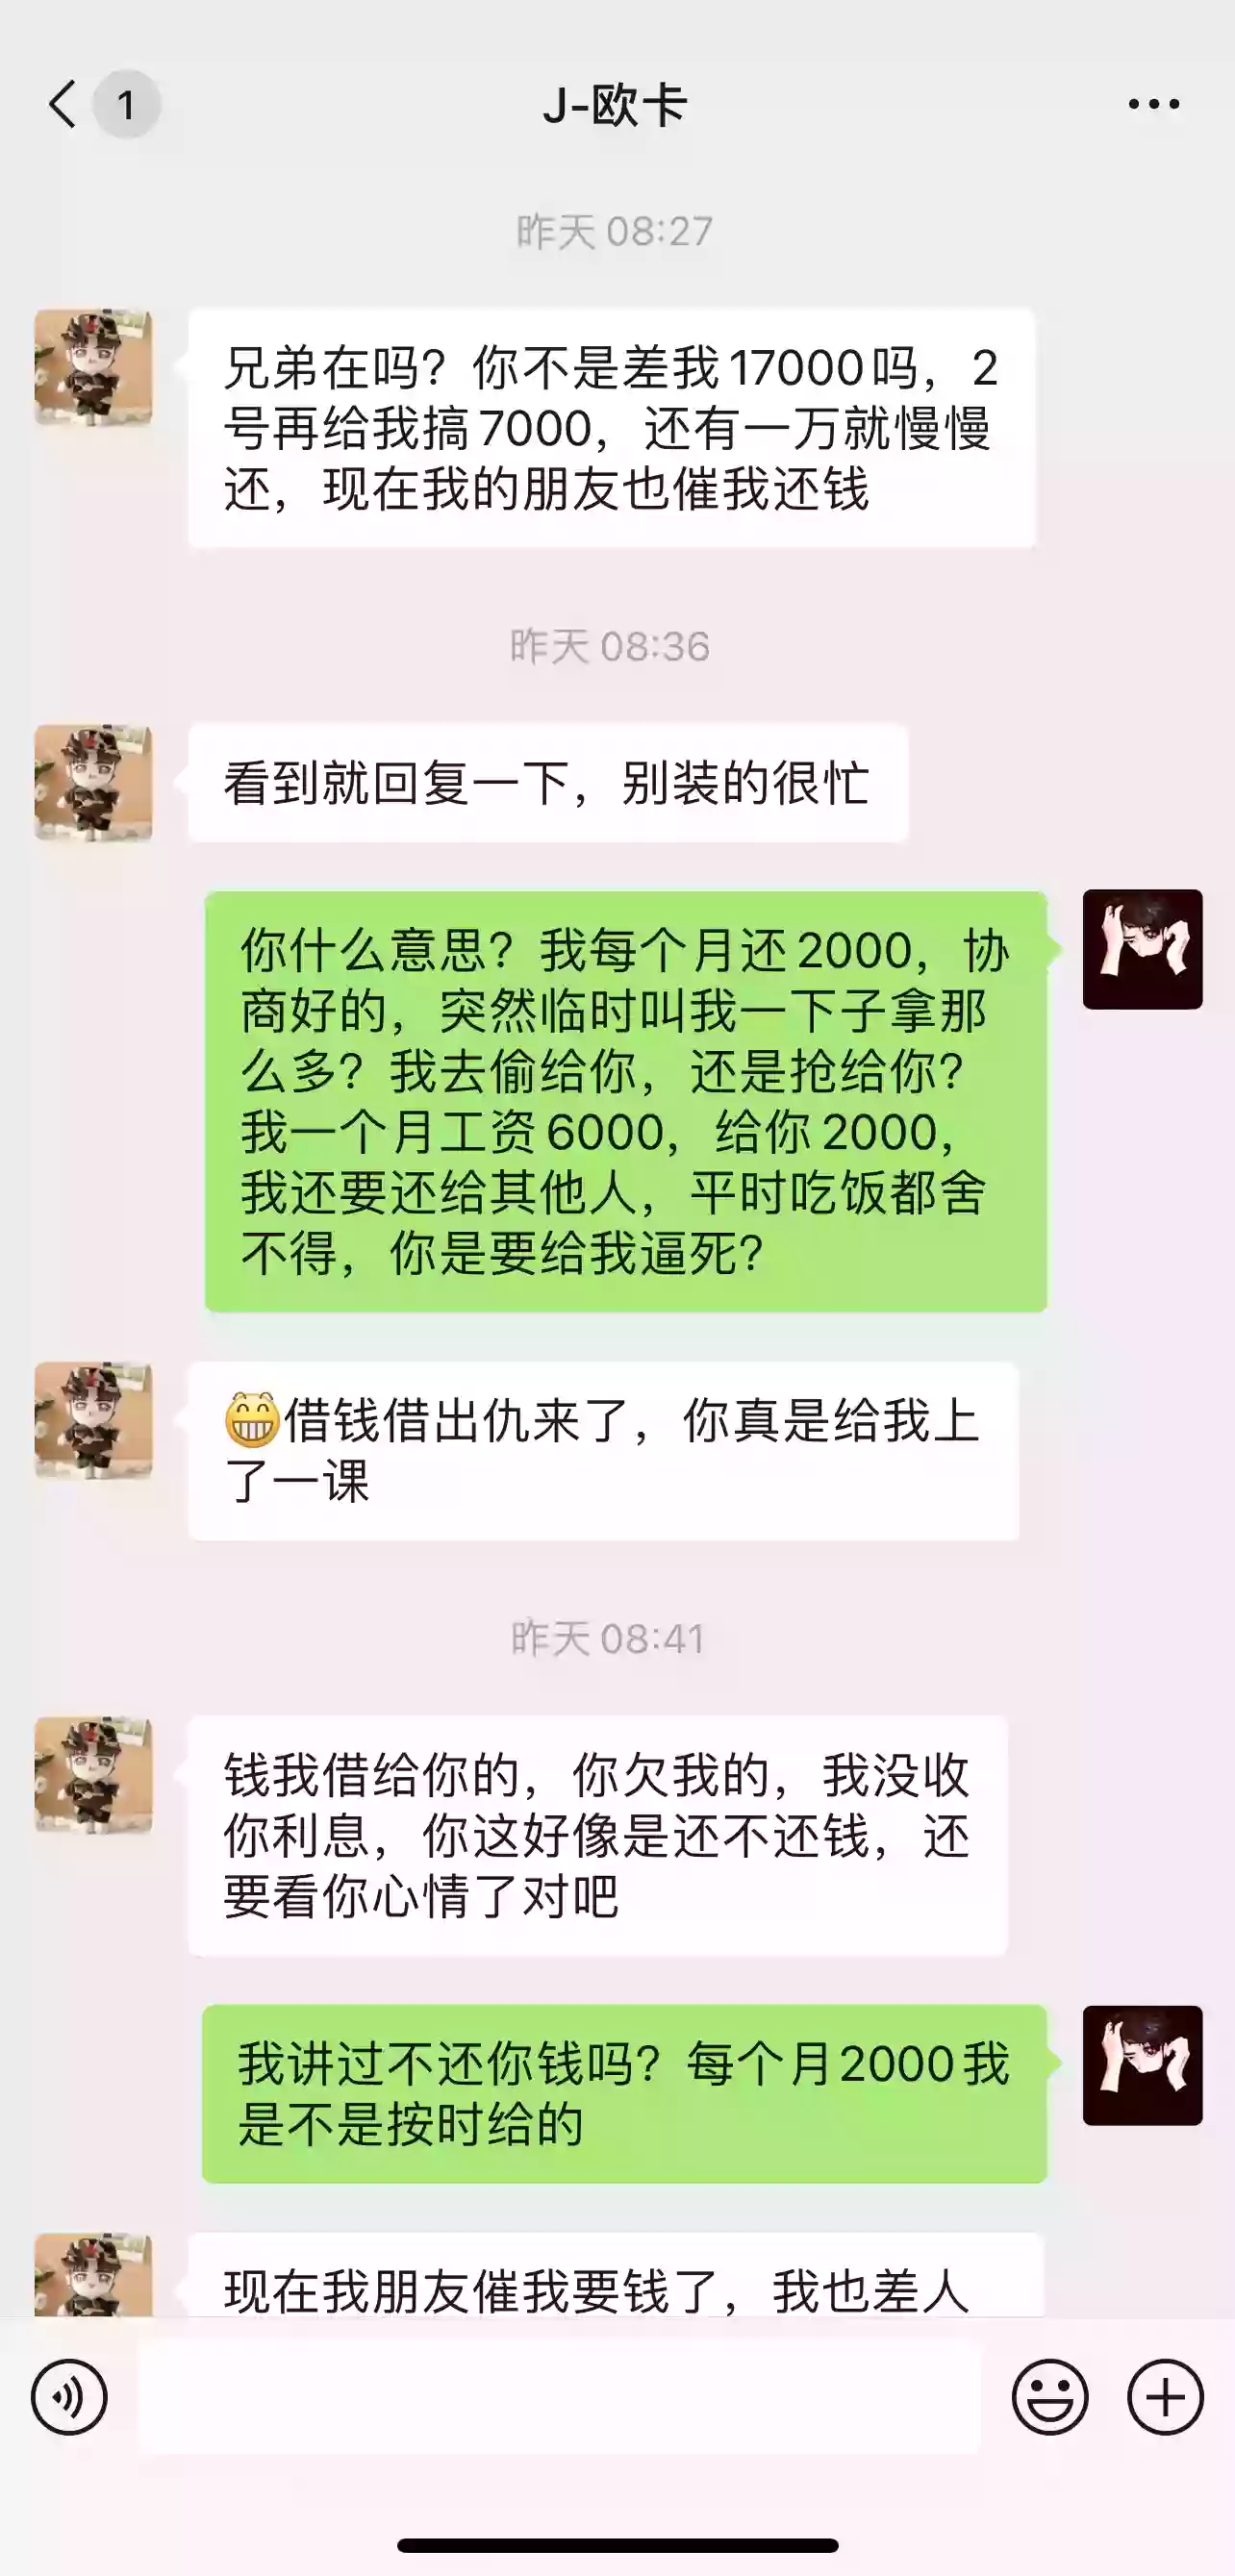 1
J-欧卡
昨天 08:27
兄弟在吗？你不是差我17000吗，2
号再给我搞7000，还有一万就慢慢
还，现在我的朋友也催我还钱
昨天 08:36
看到就回复一下，别装的很忙
你什么意思？我每个月还2000，协
商好的，突然临时叫我一下子拿那
么多？我去偷给你，还是抢给你？
我一个月工资6000，给你2000，
我还要还给其他人，平时吃饭都舍
不得，你是要给我逼死？
😁借钱借出仇来了，你真是给我上
了一课
昨天 08:41
钱我借给你的，你欠我的，我没收
你利息，你这好像是还不还钱，还
要看你心情了对吧
我讲过不还你钱吗？每个月2000我
是不是按时给的
现在我朋友催我要钱了，我也差人